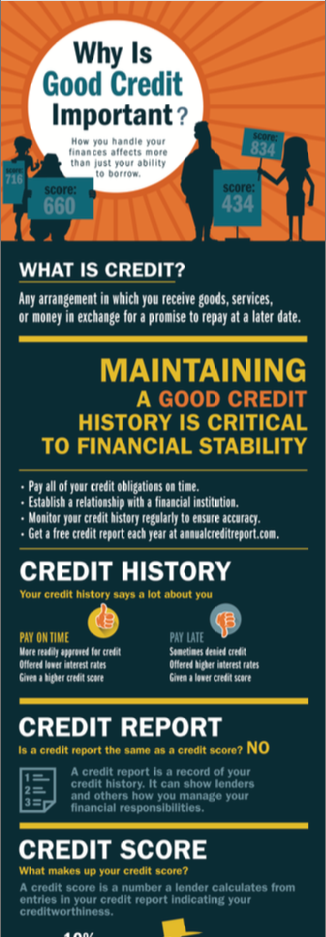 Why Is
Good Credit
Important?
How you handle your
finances affects more
than just your ability
to borrow.
score:
834
score:
716
score:
660
score:
434
WHAT IS CREDIT?
Any arrangement in which you receive goods, services,
or money in exchange for a promise to repay at a later date.
MAINTAINING
A GOOD CREDIT
HISTORY IS CRITICAL
TO FINANCIAL STABILITY
• Pay all of your credit obligations on time.
• Establish a relationship with a financial institution.
• Monitor your credit history regularly to ensure accuracy.
• Get a free credit report each year at annualcreditreport.com.
CREDIT HISTORY
Your credit history says a lot about you
PAY ON TIME
More readily approved for credit
Offered lower interest rates
Given a higher credit score
PAY LATE
Sometimes denied credit
Offered higher interest rates
Given a lower credit score
CREDIT REPORT
Is a credit report the same as a credit score? NO
1
2
3
A credit report is a record of your
credit history. It can show lenders
and others how you manage your
financial responsibilities.
CREDIT SCORE
What makes up your credit score?
A credit score is a number a lender calculates from
entries in your credit report indicating your
creditworthiness.
10%